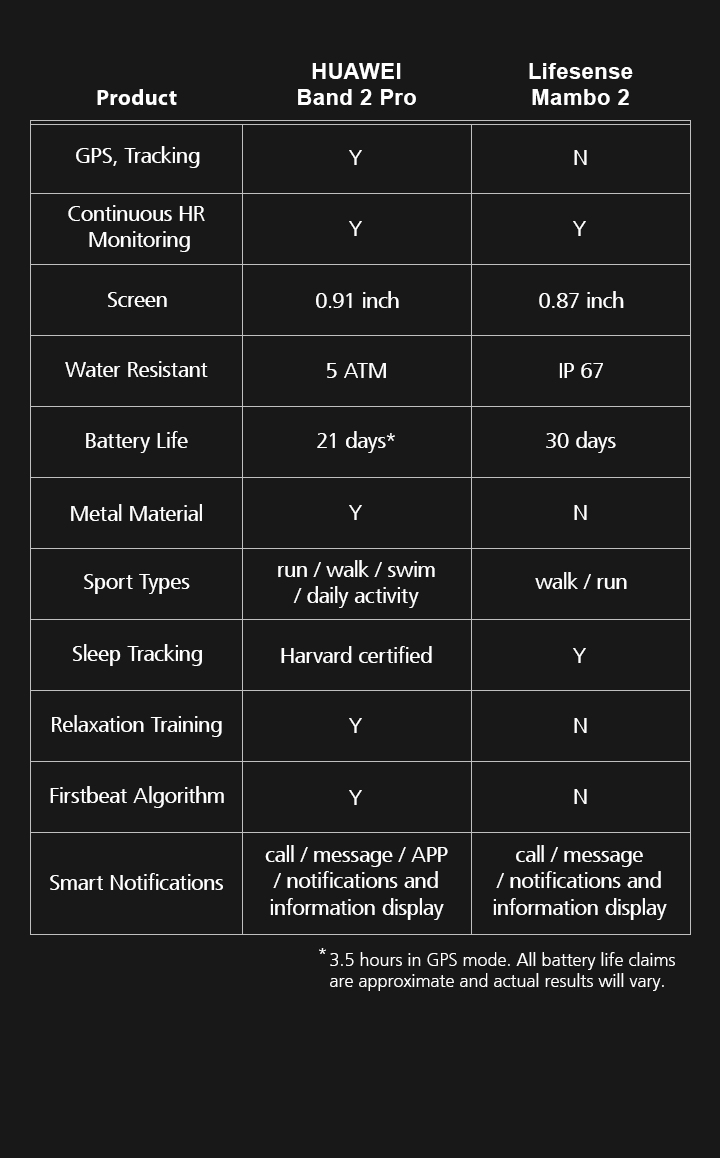 Product
HUAWEI
Band 2 Pro
Lifesense
Mambo 2
GPS, Tracking
Y
N
Continuous HR
Monitoring
Y
Y
Screen
0.91 inch
0.87 inch
Water Resistant
5 ATM
IP 67
Battery Life
21 days*
30 days
Metal Material
Y
N
Sport Types
run / walk / swim
/ daily activity
walk / run
Sleep Tracking
Harvard certified
Y
Relaxation Training
Y
N
Firstbeat Algorithm
Y
N
Smart Notifications
call / message / APP
/ notifications and
information display
call / message
/ notifications and
information display
* 3.5 hours in GPS mode. All battery life claims
are approximate and actual results will vary.